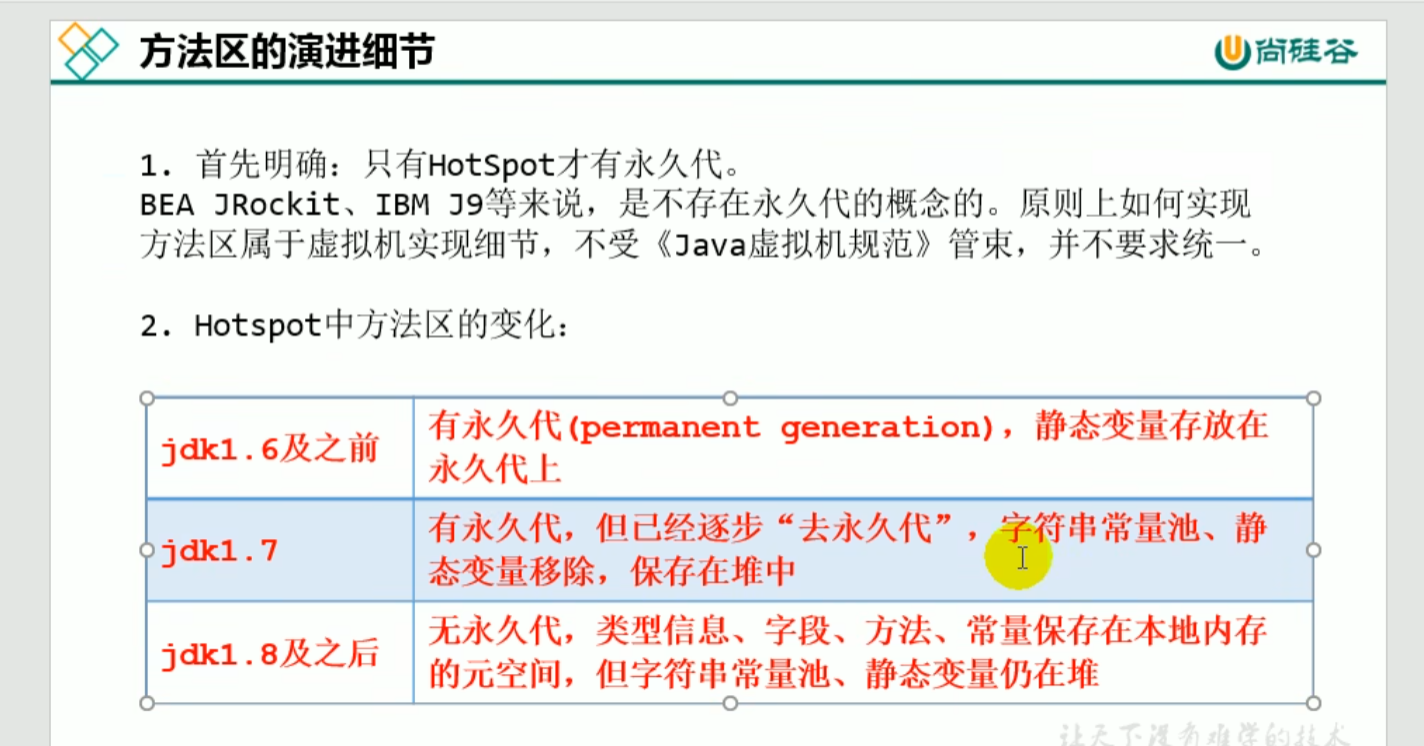 方法区的演进细节
尚硅谷
1. 首先明确：只有HotSpot才有永久代。
BEA JRockit、IBM J9等来说，是不存在永久代的概念的。原则上如何实现
方法区属于虚拟机实现细节，不受《Java虚拟机规范》管束，并不要求统一。
2. Hotspot中方法区的变化：
jdk1.6及之前
有永久代(permanent generation)，静态变量存放在
永久代上
jdk1.7
有永久代，但已经逐步“去永久代”，字符串常量池、静
态变量移除，保存在堆中
jdk1.8及之后
无永久代，类型信息、字段、方法、常量保存在本地内存
的元空间，但字符串常量池、静态变量仍在堆
让天下没有难学的技术